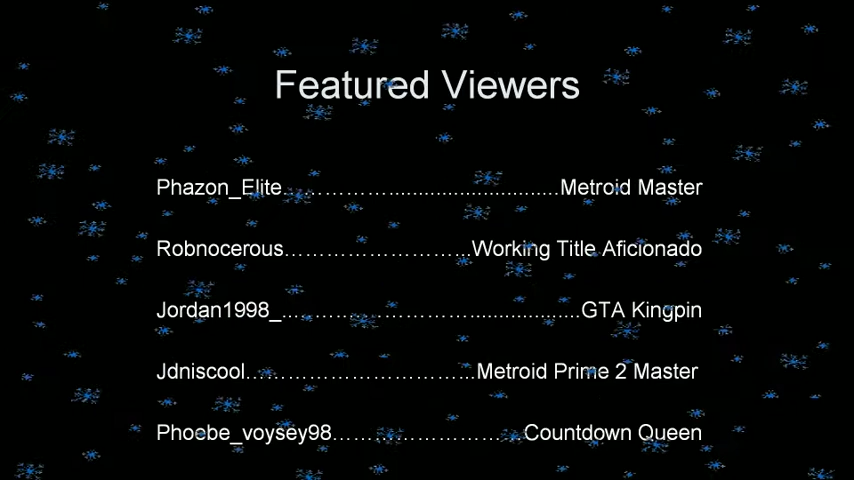 Featured Viewers
Phazon_Elite……………...........................Metroid Master
Robnocerous……………………...Working Title Aficionado
Jordan1998_……………………....................GTA Kingpin
Jdniscool…………………………...Metroid Prime 2 Master
Phoebe_voysey98……………………...Countdown Queen